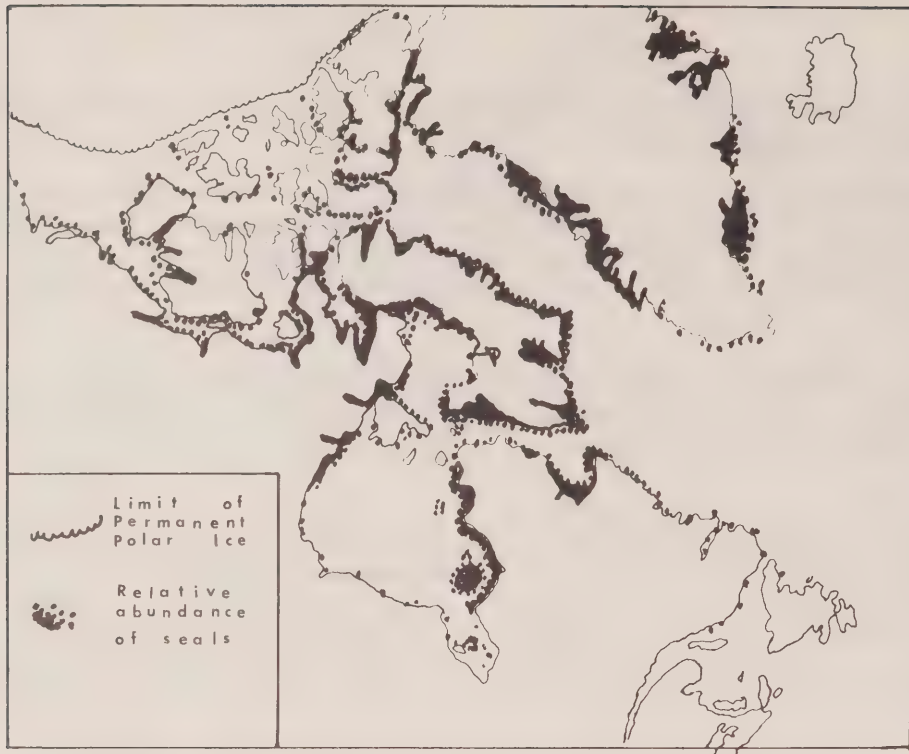 Limit of
Permanent
Polar Ice
Relative
abundance
of seals